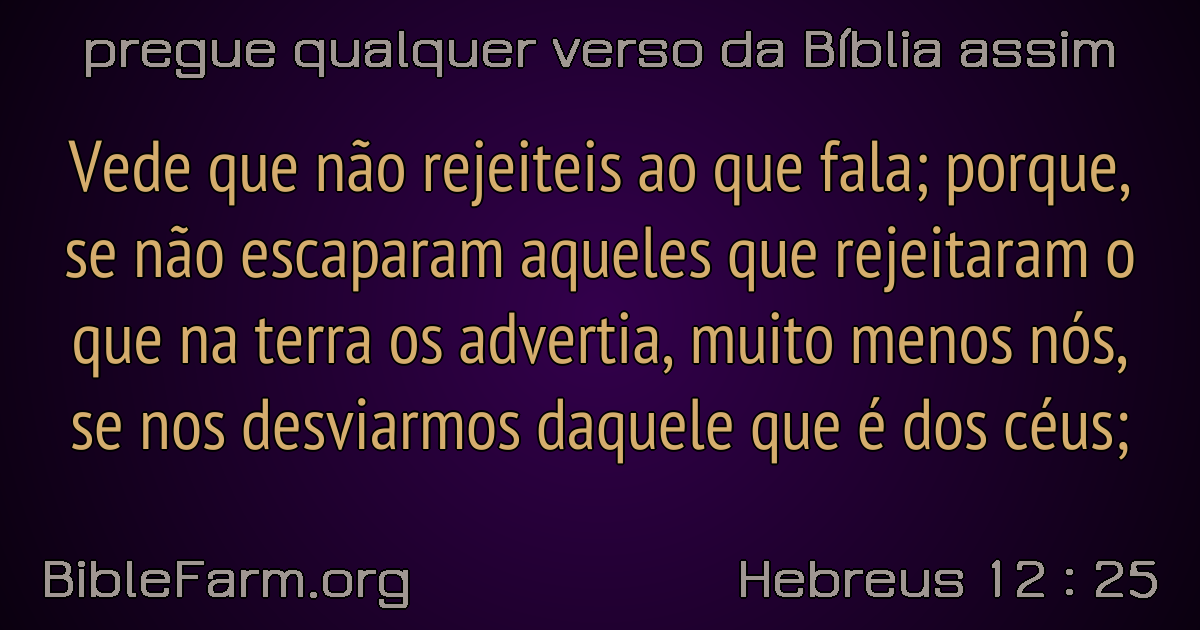 pregue qualquer verso da Bíblia assim
Vede que não rejeiteis ao que fala; porque,
se não escaparam aqueles que rejeitaram o
que na terra os advertia, muito menos nós,
se nos desviarmos daquele que é dos céus;
BibleFarm.org
Hebreus 12 : 25